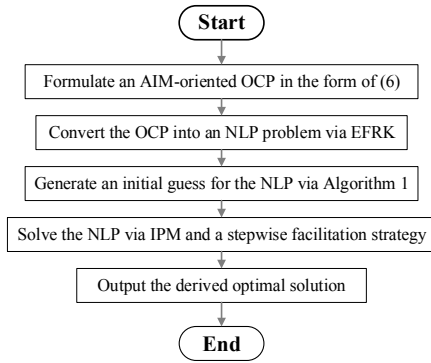 Start
Formulate an AIM-oriented OCP in the form of (6)
Convert the OCP into an NLP problem via EFRK
Generate an initial guess for the NLP via Algorithm 1
Solve the NLP via IPM and a stepwise facilitation strategy
Output the derived optimal solution
End